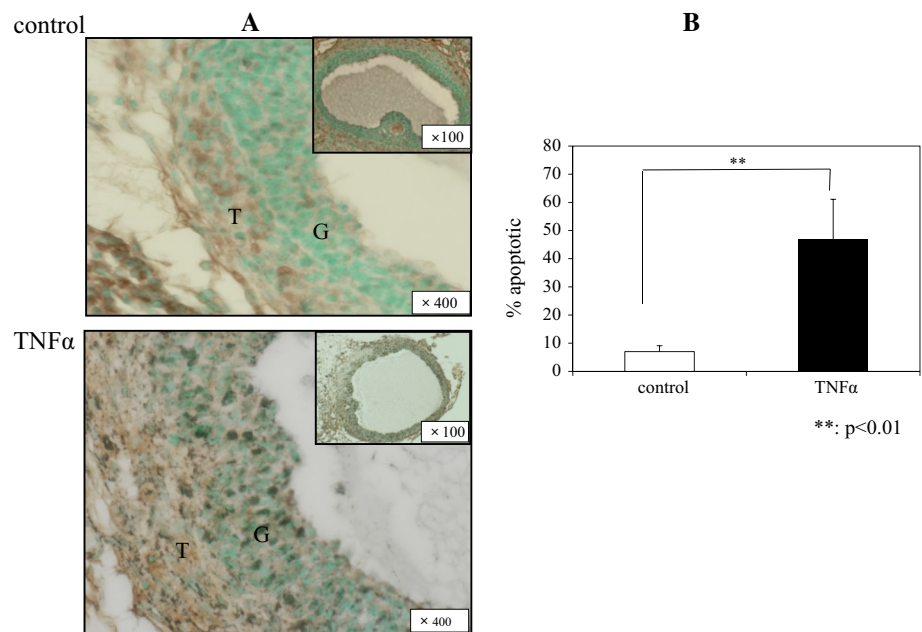 A
control
T
G
×100
× 400
TNFα
T
G
× 100
× 400
B
80
70
60
50
40
30
20
10
0
% apoptotic
**
control
TNFα
**: p<0.01